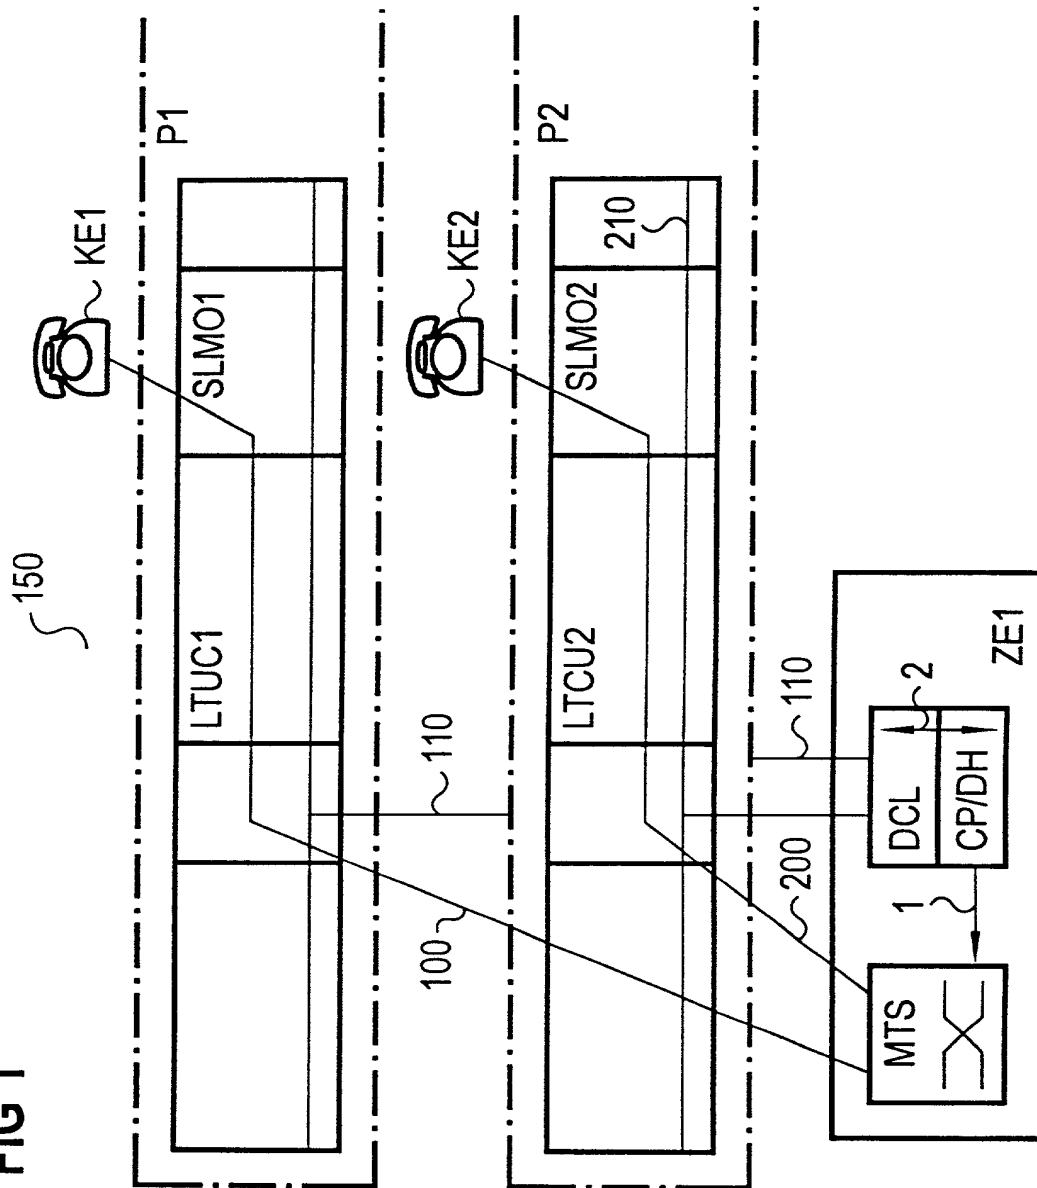 FIG 1
150
KE1
P1
LTUC1
SLMO1
110
100
KE2
P2
LTCU2
SLMO2
210
110
200
MTS
1
DCL
CP/DH
2
ZE1